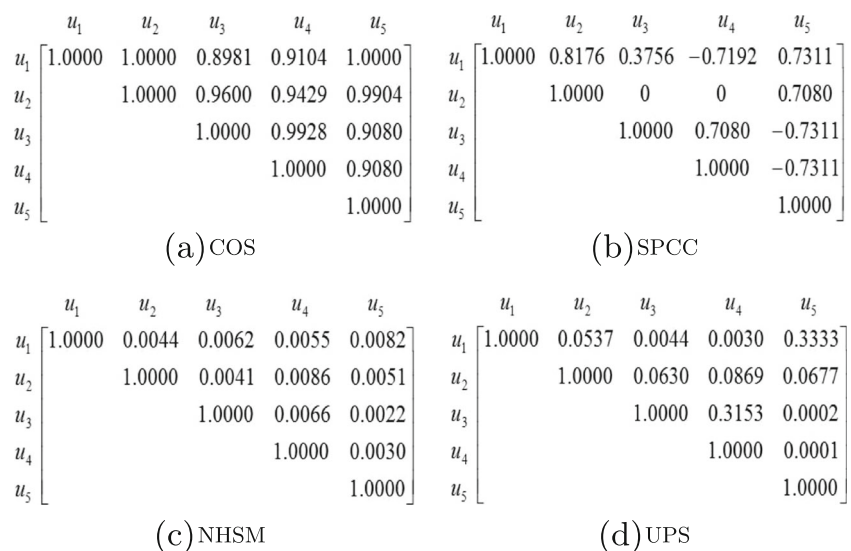 u1 u2 u3 u4 u5
u1 1.0000 1.0000 0.8981 0.9104 1.0000
u2 1.0000 0.9600 0.9429 0.9904
u3 1.0000 0.9928 0.9080
u4 1.0000 0.9080
u5 1.0000
(a) COS
u1 u2 u3 u4 u5
u1 1.0000 0.8176 0.3756 −0.7192 0.7311
u2 1.0000 0 0 0.7080
u3 1.0000 0.7080 −0.7311
u4 1.0000 −0.7311
u5 1.0000
(b) SPCC
u1 u2 u3 u4 u5
u1 1.0000 0.0044 0.0062 0.0055 0.0082
u2 1.0000 0.0041 0.0086 0.0051
u3 1.0000 0.0066 0.0022
u4 1.0000 0.0030
u5 1.0000
(c) NHSM
u1 u2 u3 u4 u5
u1 1.0000 0.0537 0.0044 0.0030 0.3333
u2 1.0000 0.0630 0.0869 0.0677
u3 1.0000 0.3153 0.0002
u4 1.0000 0.0001
u5 1.0000
(d) UPS